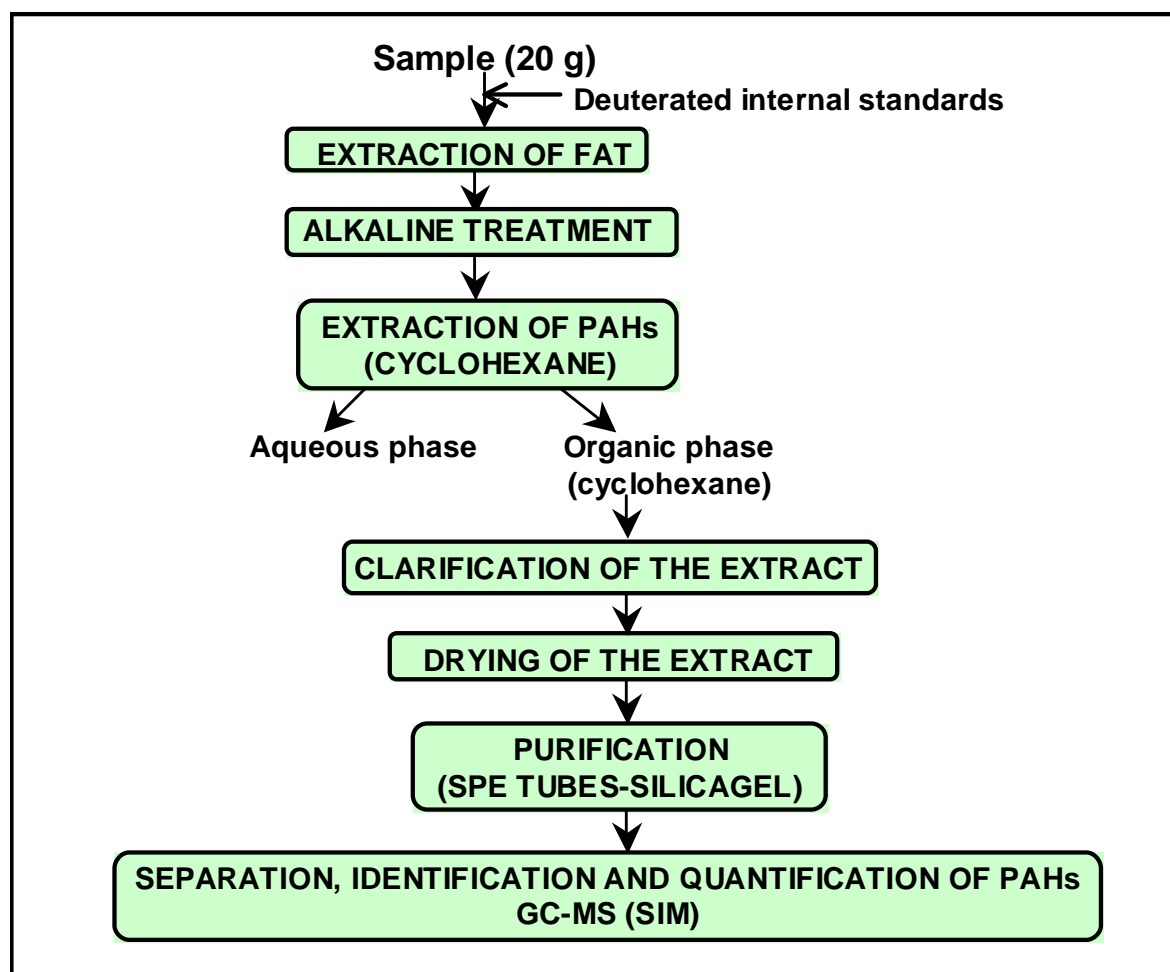 Sample (20 g)
Deuterated internal standards
EXTRACTION OF FAT
ALKALINE TREATMENT
EXTRACTION OF PAHs
(CYCLOHEXANE)
Aqueous phase
Organic phase
(cyclohexane)
CLARIFICATION OF THE EXTRACT
DRYING OF THE EXTRACT
PURIFICATION
(SPE TUBES-SILICAGEL)
SEPARATION, IDENTIFICATION AND QUANTIFICATION OF PAHs
GC-MS (SIM)